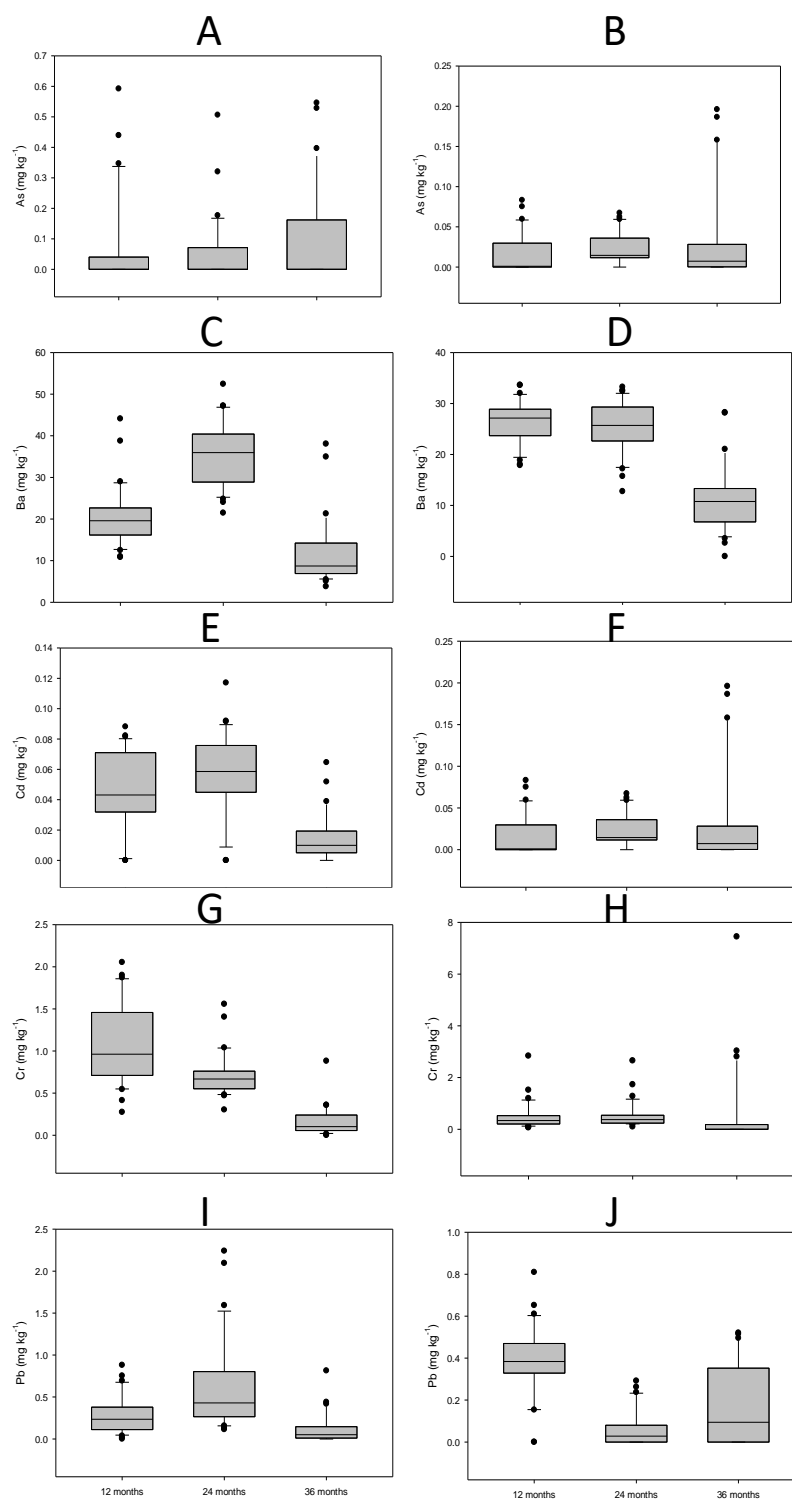 A
B
As (mg kg-1)
0.7
0.6
0.5
0.4
0.3
0.2
0.1
0.0
As (mg kg-1)
0.25
0.20
0.15
0.10
0.05
0.00
C
D
Ba (mg kg-1)
60
50
40
30
20
10
0
Ba (mg kg-1)
40
30
20
10
0
E
F
Cd (mg kg-1)
0.14
0.12
0.10
0.08
0.06
0.04
0.02
0.00
Cd (mg kg-1)
0.25
0.20
0.15
0.10
0.05
0.00
G
H
Cr (mg kg-1)
2.5
2.0
1.5
1.0
0.5
0.0
Cr (mg kg-1)
8
6
4
2
0
I
J
Pb (mg kg-1)
2.5
2.0
1.5
1.0
0.5
0.0
12 months 24 months 36 months
Pb (mg kg-1)
1.0
0.8
0.6
0.4
0.2
0.0
12 months 24 months 36 months